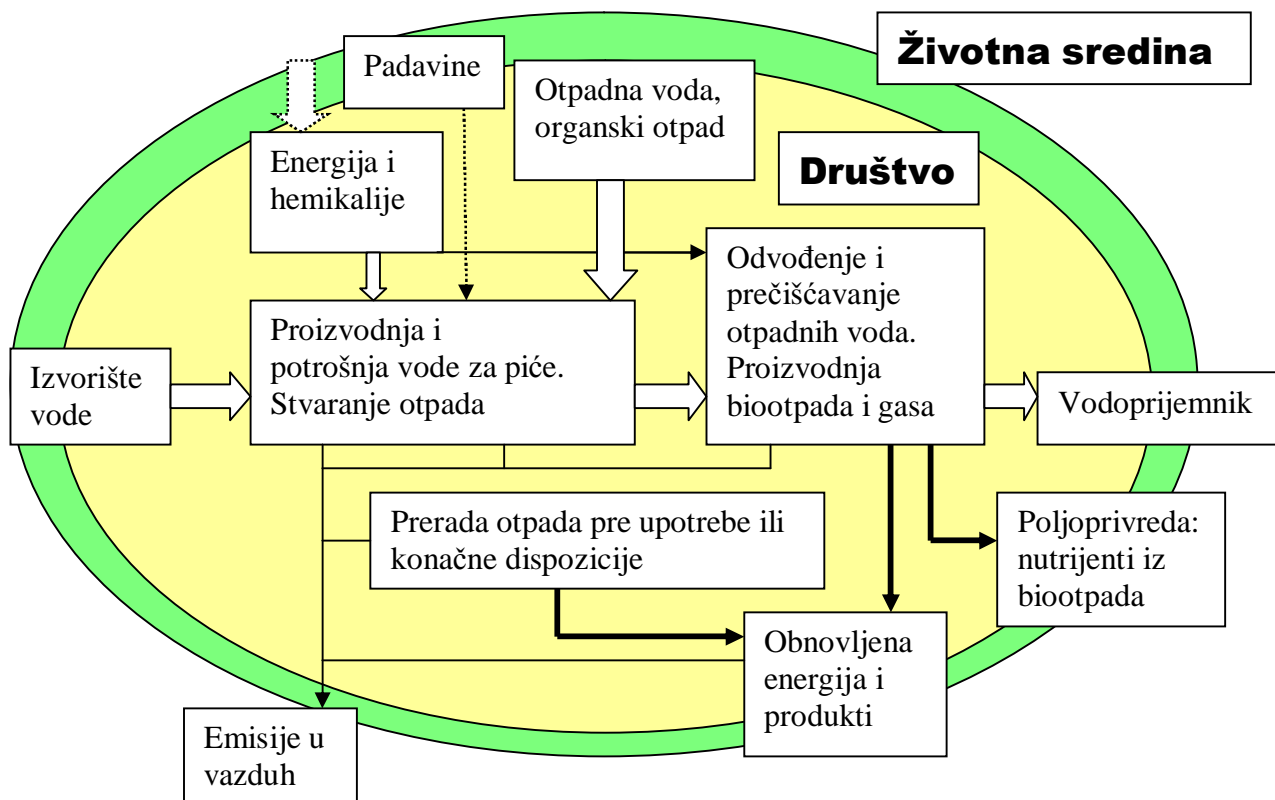 Životna sredina
Padavine
Otpadna voda,
organski otpad
Energija i
hemikalije
Društvo
Odvođenje i
prečišćavanje
otpadnih voda.
Proizvodnja
biootpada i gasa
Proizvodnja i
potrošnja vode za piće.
Stvaranje otpada
Izvorište
vode
Vodoprijemnik
Prerada otpada pre upotrebe ili
konačne dispozicije
Poljoprivreda:
nutrijenti iz
biootpada
Obnovljena
energija i
produkti
Emisije u
vazduh